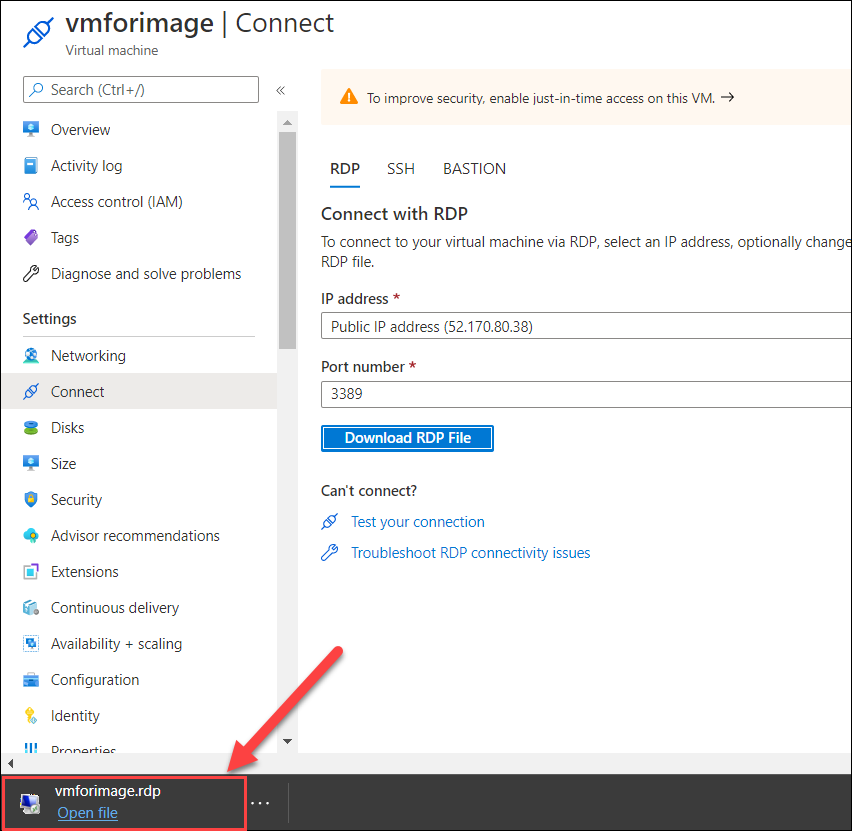 vmforimage | Connect
Virtual machine
Search (Ctrl+/)
«
Overview
Activity log
Access control (IAM)
Tags
Diagnose and solve problems
Settings
Networking
Connect
Disks
Size
Security
Advisor recommendations
Extensions
Continuous delivery
Availability + scaling
Configuration
Identity
Properties
To improve security, enable just-in-time access on this VM. →
RDP SSH BASTION
Connect with RDP
To connect to your virtual machine via RDP, select an IP address, optionally change
RDP file.
IP address *
Public IP address (52.170.80.38)
Port number *
3389
Download RDP File
Can't connect?
Test your connection
Troubleshoot RDP connectivity issues
vmforimage.rdp
Open file
...